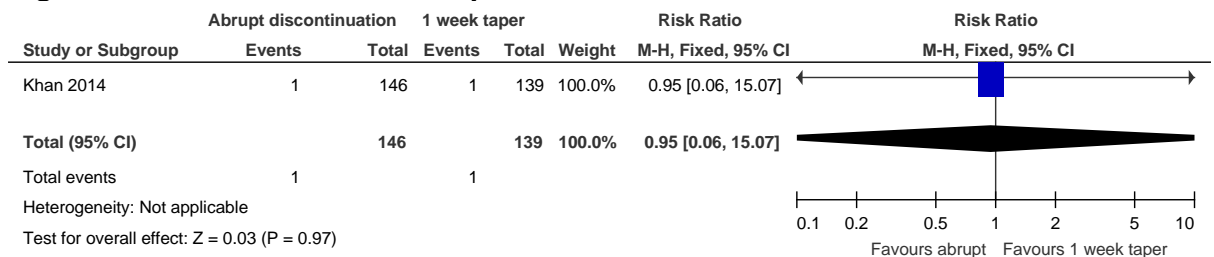 Abrupt discontinuation 1 week taper Risk Ratio Risk Ratio
Study or Subgroup Events Total Events Total Weight M-H, Fixed, 95% CI M-H, Fixed, 95% CI
Khan 2014 1 146 1 139 100.0% 0.95 [0.06, 15.07]
Total (95% CI) 146 139 100.0% 0.95 [0.06, 15.07]
Total events 1 1
Heterogeneity: Not applicable
Test for overall effect: Z = 0.03 (P = 0.97)
0.1 0.2 0.5 1 2 5 10
Favours abrupt Favours 1 week taper